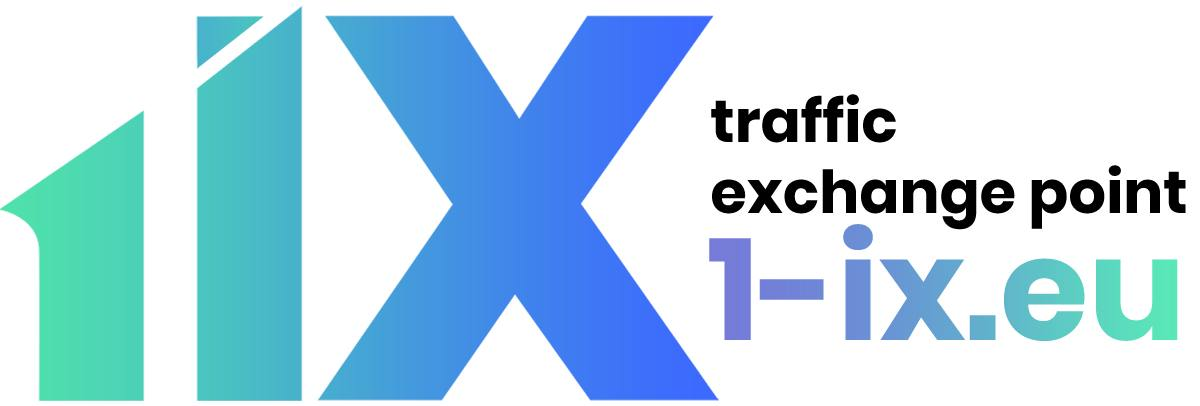 1IX
traffic
exchange point
1-ix.eu